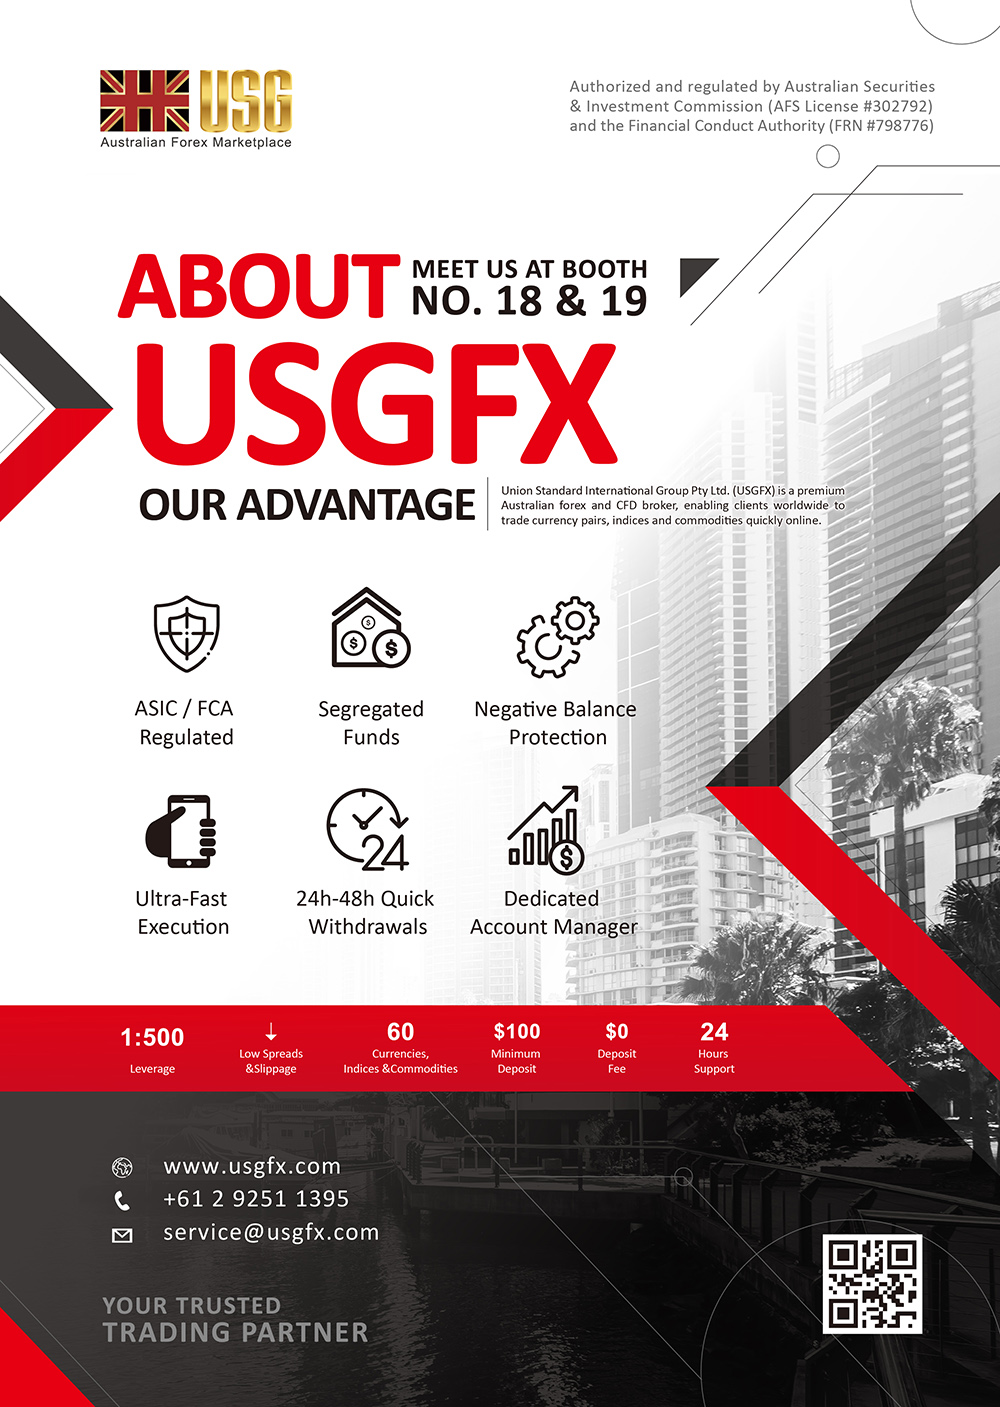 USG
Australian Forex Marketplace
Authorized and regulated by Australian Securities
& Investment Commission (AFS License #302792)
and the Financial Conduct Authority (FRN #798776)
ABOUT
MEET US AT BOOTH
NO. 18 & 19
USGFX
OUR ADVANTAGE
Union Standard International Group Pty Ltd. (USGFX) is a premium
Australian forex and CFD broker, enabling clients worldwide to
trade currency pairs, indices and commodities quickly online.
ASIC / FCA
Regulated
Segregated
Funds
Negative Balance
Protection
Ultra-Fast
Execution
24
24h-48h Quick
Withdrawals
Dedicated
Account Manager
1:500
Leverage
↓
Low Spreads
&Slippage
60
Currencies,
Indices &Commodities
$100
Minimum
Deposit
$0
Deposit
Fee
24
Hours
Support
www.usgfx.com
+61 2 9251 1395
service@usgfx.com
YOUR TRUSTED
TRADING PARTNER